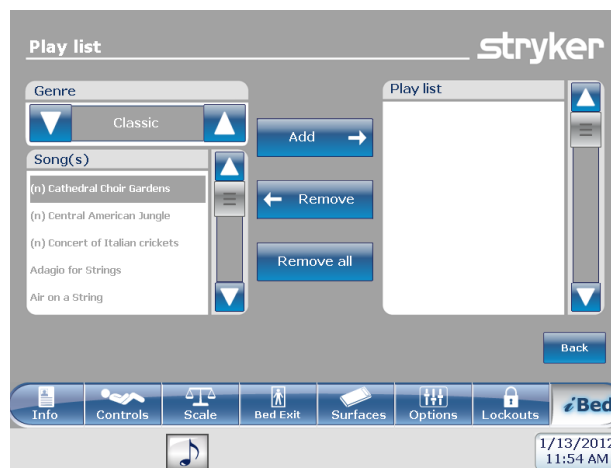 Play list
stryker
Genre
Classic
Song(s)
(n) Cathedral Choir Gardens
(n) Central American Jungle
(n) Concert of Italian crickets
Adagio for Strings
Air on a String
Add
Remove
Remove all
Play list
Back
Info
Controls
Scale
Bed Exit
Surfaces
Options
Lockouts
iBed
1/13/2012
11:54 AM